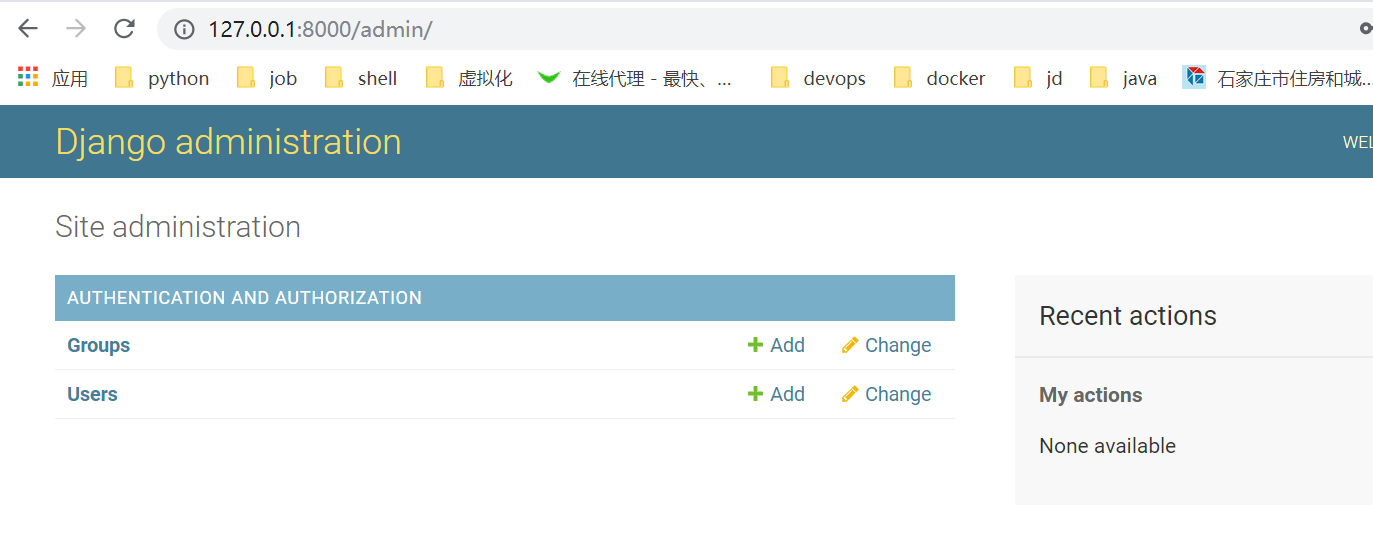 127.0.0.1:8000/admin/
应用 python job shell 虚拟化 在线代理 - 最快、... devops docker jd java 石家庄市住房和城...
Django administration WEL
Site administration
AUTHENTICATION AND AUTHORIZATION
Groups Add Change
Users Add Change
Recent actions
My actions
None available